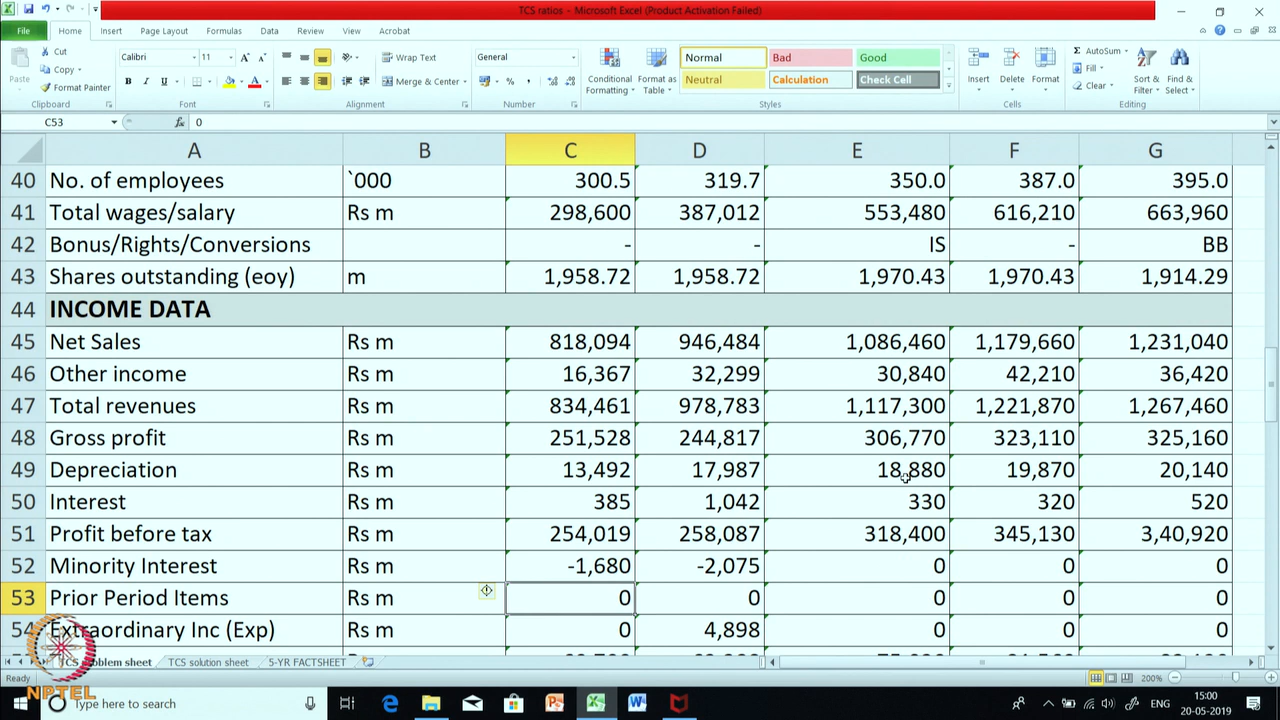 TCS ratios - Microsoft Excel (Product Activation Failed)
File Home Insert Page Layout Formulas Data Review View Acrobat
Paste Cut Copy Format Painter Clipboard
Calibri 11 B I U Font
Wrap Text Merge & Center Alignment
General % , Number
Conditional Formatting Format as Table Normal Bad Good Neutral Calculation Check Cell Styles
Insert Delete Format Cells
AutoSum Fill Clear Sort & Filter Find & Select Editing
C53 fx 0
A B C D E F G
40 No. of employees `000 300.5 319.7 350.0 387.0 395.0
41 Total wages/salary Rs m 298,600 387,012 553,480 616,210 663,960
42 Bonus/Rights/Conversions - - IS - BB
43 Shares outstanding (eoy) m 1,958.72 1,958.72 1,970.43 1,970.43 1,914.29
44 INCOME DATA
45 Net Sales Rs m 818,094 946,484 1,086,460 1,179,660 1,231,040
46 Other income Rs m 16,367 32,299 30,840 42,210 36,420
47 Total revenues Rs m 834,461 978,783 1,117,300 1,221,870 1,267,460
48 Gross profit Rs m 251,528 244,817 306,770 323,110 325,160
49 Depreciation Rs m 13,492 17,987 18,880 19,870 20,140
50 Interest Rs m 385 1,042 330 320 520
51 Profit before tax Rs m 254,019 258,087 318,400 345,130 3,40,920
52 Minority Interest Rs m -1,680 -2,075 0 0 0
53 Prior Period Items Rs m 0 0 0 0 0
54 Extraordinary Inc (Exp) Rs m 0 4,898 0 0 0
TCS problem sheet TCS solution sheet 5-YR FACTSHEET
Ready 200%
NPTEL
Type here to search ENG 15:00
20-05-2019